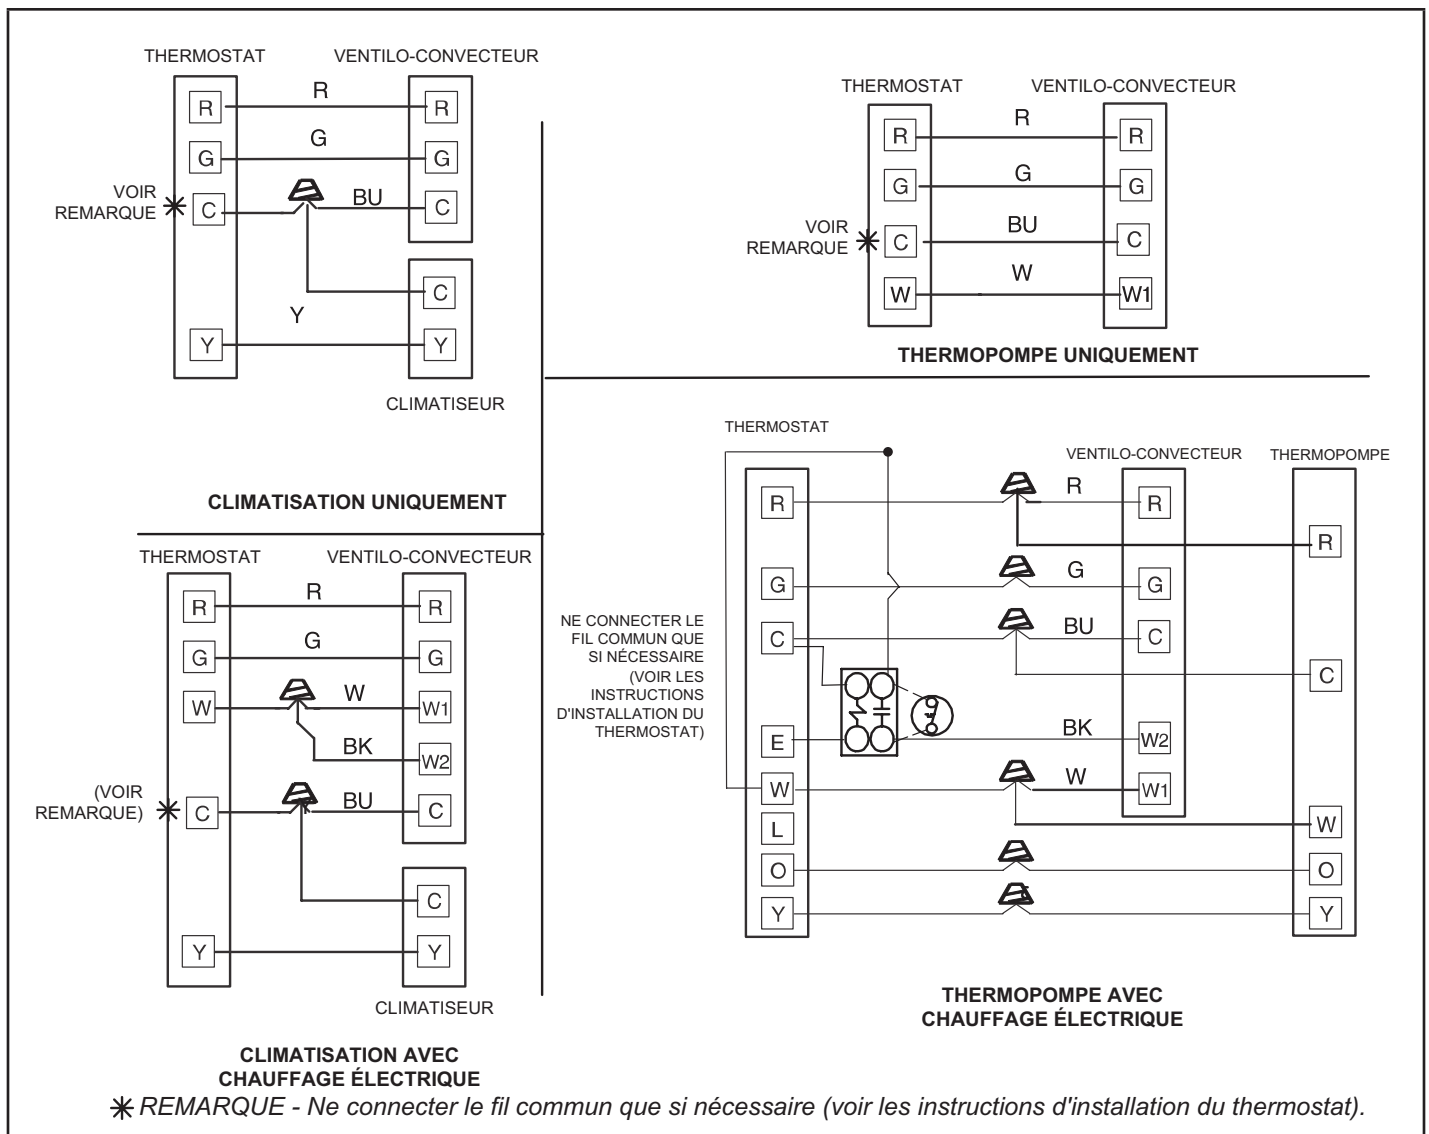 THERMOSTAT VENTILO-CONVECTEUR
R R R
G G G
VOIR
REMARQUE C BU C
C
Y
Y Y
CLIMATISEUR
CLIMATISATION UNIQUEMENT
THERMOSTAT VENTILO-CONVECTEUR
R R R
G G G
VOIR
REMARQUE C BU C
W W W1
THERMOPOMPE UNIQUEMENT
THERMOSTAT VENTILO-CONVECTEUR
R R R
G G G
W W W1
BK W2
(VOIR
REMARQUE) C BU C
C
Y Y
CLIMATISEUR
CLIMATISATION AVEC
CHAUFFAGE ÉLECTRIQUE
THERMOSTAT
VENTILO-CONVECTEUR THERMOPOMPE
R R R
R
G G G
NE CONNECTER LE
FIL COMMUN QUE
SI NÉCESSAIRE
(VOIR LES
INSTRUCTIONS
D'INSTALLATION DU
THERMOSTAT)
C BU C
C
E BK W2
W W W1
L W
O O
Y Y
THERMOPOMPE AVEC
CHAUFFAGE ÉLECTRIQUE
REMARQUE - Ne connecter le fil commun que si nécessaire (voir les instructions d'installation du thermostat).